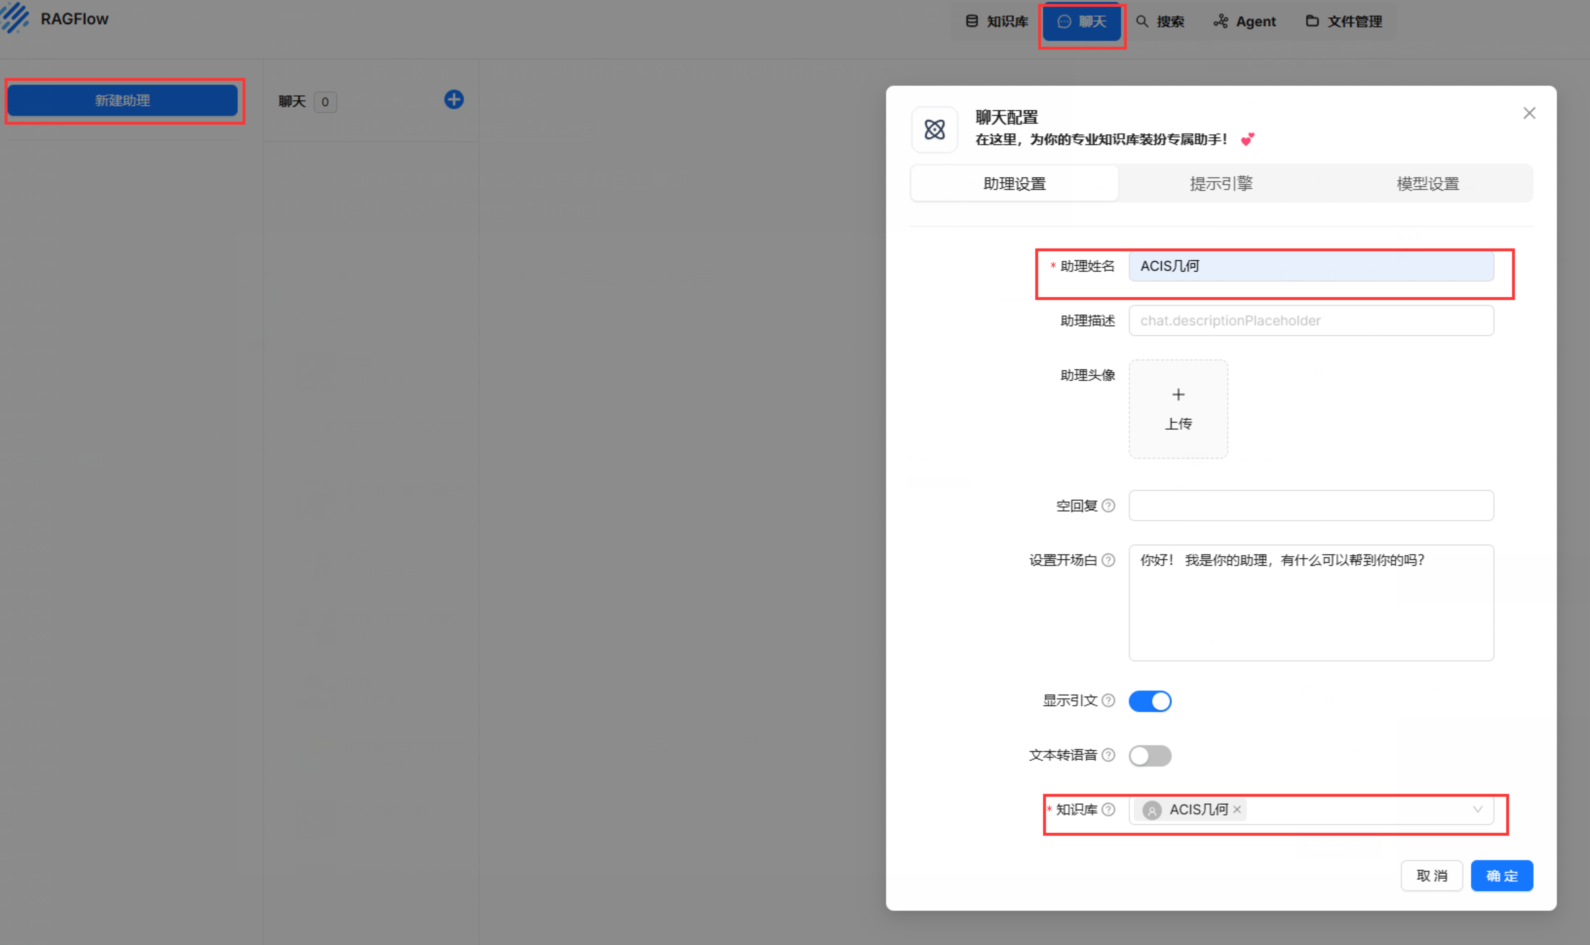 RAGFlow
知识库
聊天
搜索
Agent
文件管理
新建助理
聊天 0
聊天配置
在这里，为你的专业知识库装扮专属助手！ 💕
助理设置
提示引擎
模型设置
* 助理姓名 ACIS几何
助理描述 chat.descriptionPlaceholder
助理头像
+
上传
空回复
设置开场白 你好！ 我是你的助理，有什么可以帮到你的吗？
显示引文
文本转语音
* 知识库 ACIS几何 ×
取 消
确 定